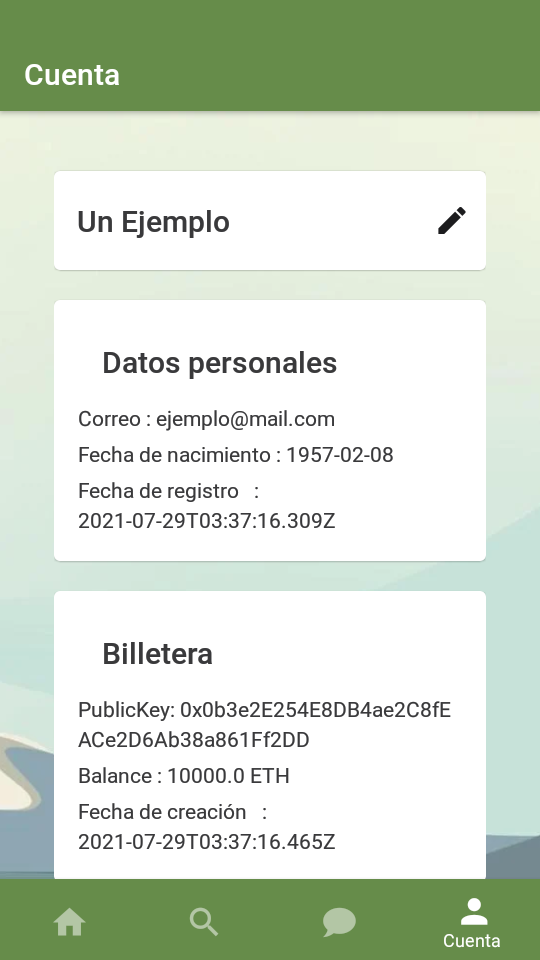 Cuenta
Un Ejemplo
Datos personales
Correo : ejemplo@mail.com
Fecha de nacimiento : 1957-02-08
Fecha de registro :
2021-07-29T03:37:16.309Z
Billetera
PublicKey: 0x0b3e2E254E8DB4ae2C8fE
ACe2D6Ab38a861Ff2DD
Balance : 10000.0 ETH
Fecha de creación :
2021-07-29T03:37:16.465Z
Cuenta